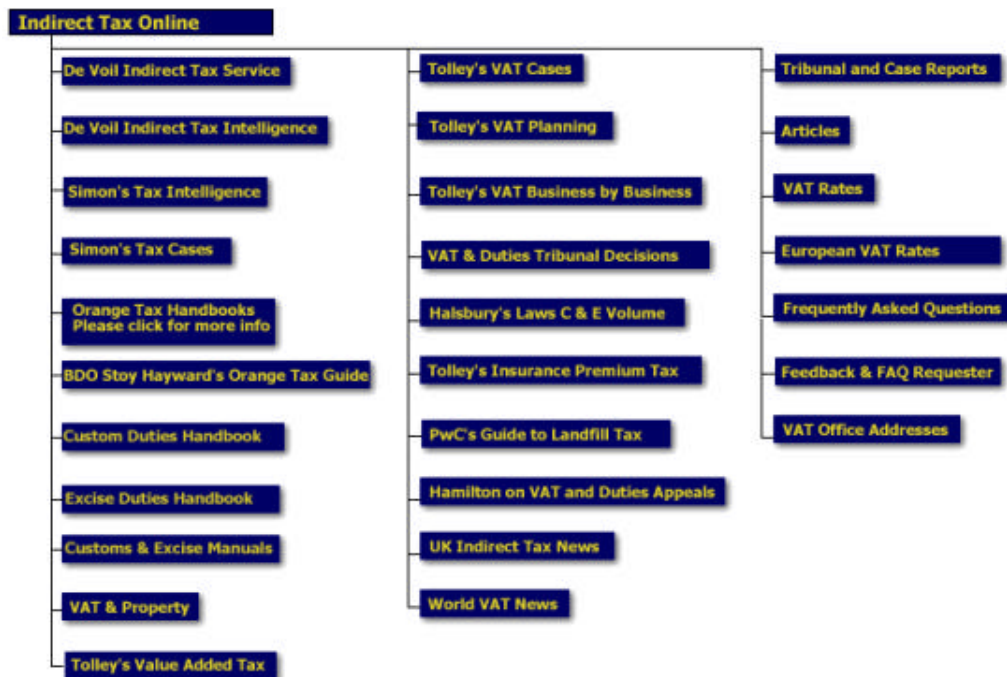 Indirect Tax Online
De Voil Indirect Tax Service
De Voil Indirect Tax Intelligence
Simon's Tax Intelligence
Simon's Tax Cases
Orange Tax Handbooks
Please click for more info
BDO Stoy Hayward's Orange Tax Guide
Custom Duties Handbook
Excise Duties Handbook
Customs & Excise Manuals
VAT & Property
Tolley's Value Added Tax
Tolley's VAT Cases
Tolley's VAT Planning
Tolley's VAT Business by Business
VAT & Duties Tribunal Decisions
Halsbury's Laws C & E Volume
Tolley's Insurance Premium Tax
PwC's Guide to Landfill Tax
Hamilton on VAT and Duties Appeals
UK Indirect Tax News
World VAT News
Tribunal and Case Reports
Articles
VAT Rates
European VAT Rates
Frequently Asked Questions
Feedback & FAQ Requester
VAT Office Addresses